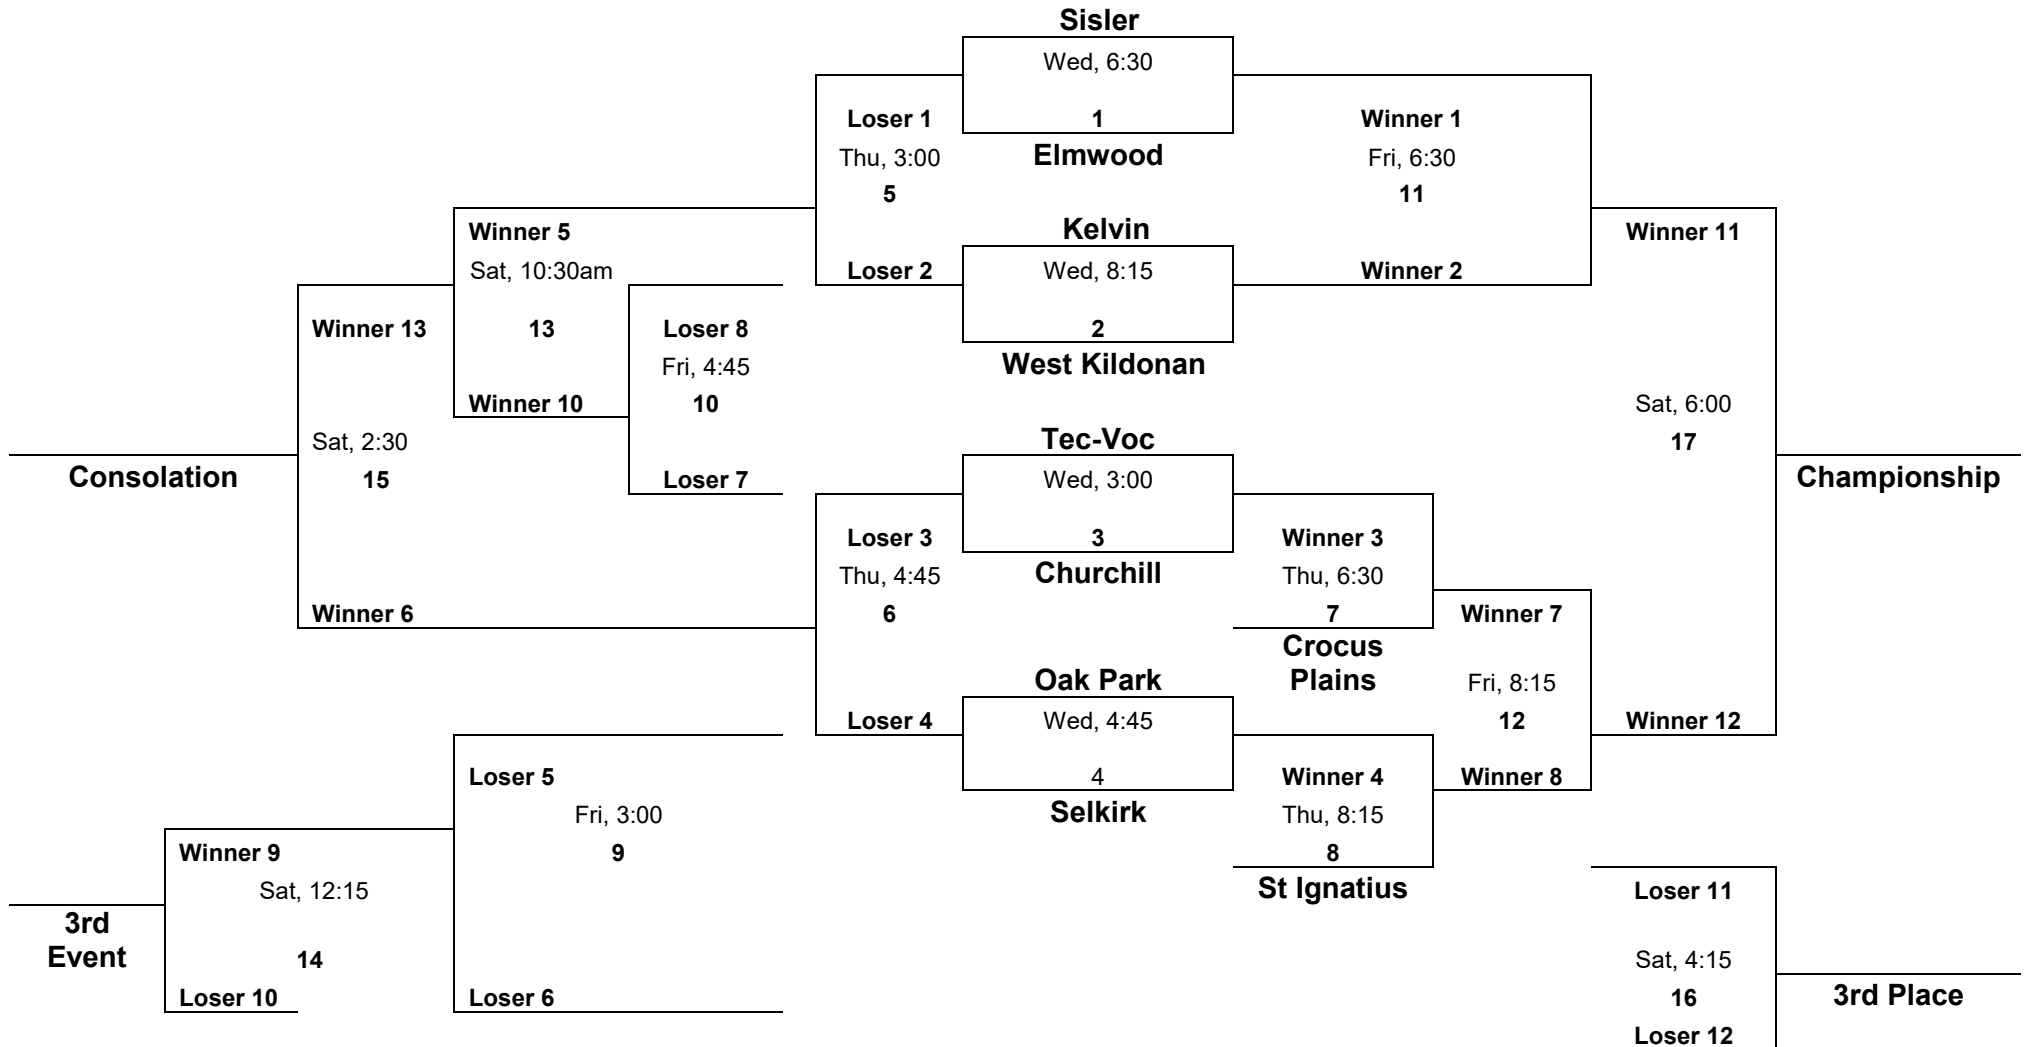 Sisler
Wed, 6:30
Loser 1
1
Winner 1
Thu, 3:00
Elmwood
Fri, 6:30
5
11
Winner 5
Kelvin
Winner 11
Sat, 10:30am
Loser 2
Wed, 8:15
Winner 2
Winner 13
13
Loser 8
2
Fri, 4:45
West Kildonan
Winner 10
10
Sat, 6:00
Sat, 2:30
Tec-Voc
17
Consolation
15
Loser 7
Wed, 3:00
Championship
Loser 3
3
Winner 3
Thu, 4:45
Churchill
Thu, 6:30
Winner 6
6
7
Winner 7
Crocus
Plains
Oak Park
Fri, 8:15
Loser 4
Wed, 4:45
12
Winner 12
Loser 5
4
Winner 4
Winner 8
Fri, 3:00
Selkirk
Thu, 8:15
Winner 9
9
8
Sat, 12:15
St Ignatius
Loser 11
3rd
Event
14
Sat, 4:15
Loser 10
Loser 6
16
3rd Place
Loser 12